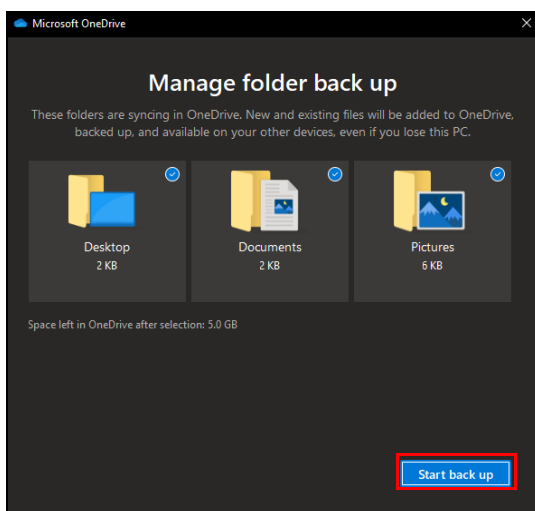 Microsoft OneDrive
Manage folder back up
These folders are syncing in OneDrive. New and existing files will be added to OneDrive,
backed up, and available on your other devices, even if you lose this PC.
Desktop
2 KB
Documents
2 KB
Pictures
6 KB
Space left in OneDrive after selection: 5.0 GB
Start back up